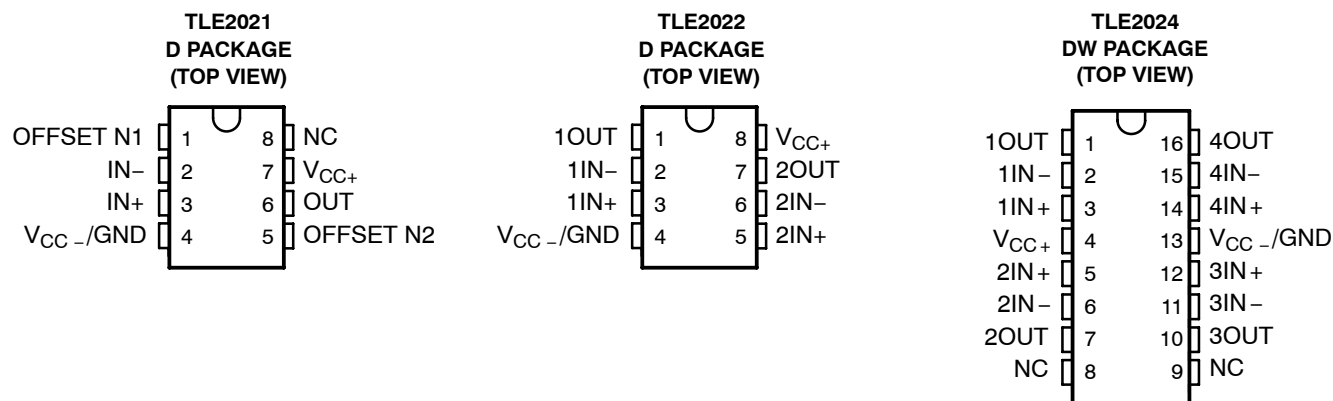 TLE2021
D PACKAGE
(TOP VIEW)
OFFSET N1 1 8 NC
IN− 2 7 VCC+
IN+ 3 6 OUT
VCC −/GND 4 5 OFFSET N2
TLE2022
D PACKAGE
(TOP VIEW)
1OUT 1 8 VCC+
1IN− 2 7 2OUT
1IN+ 3 6 2IN−
VCC −/GND 4 5 2IN+
TLE2024
DW PACKAGE
(TOP VIEW)
1OUT 1 16 4OUT
1IN− 2 15 4IN−
1IN+ 3 14 4IN+
VCC+ 4 13 VCC −/GND
2IN+ 5 12 3IN+
2IN− 6 11 3IN−
2OUT 7 10 3OUT
NC 8 9 NC